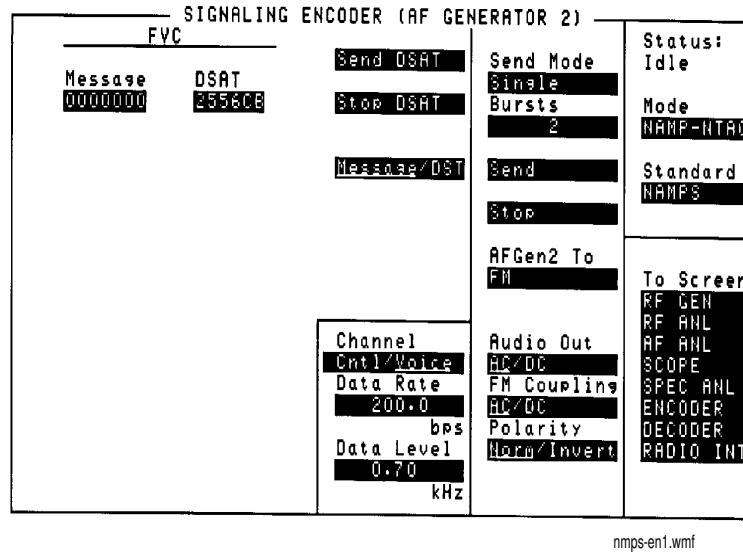 SIGNALING ENCODER (AF GENERATOR 2)
FVC
Message
0000000
DSAT
2556CB
Send DSAT
Stop DSAT
Message/DST
Channel
Cntl/Voice
Data Rate
200.0
bps
Data Level
0.70
kHz
Send Mode
Single
Bursts
2
Send
Stop
AFGen2 To
FM
Audio Out
AC/DC
FM Coupling
AC/DC
Polarity
Norm/Invert
Status:
Idle
Mode
NAMP-NTAC
Standard
NAMPS
To Screen
RF GEN
RF ANL
AF ANL
SCOPE
SPEC ANL
ENCODER
DECODER
RADIO INT
nmps-en1.wmf